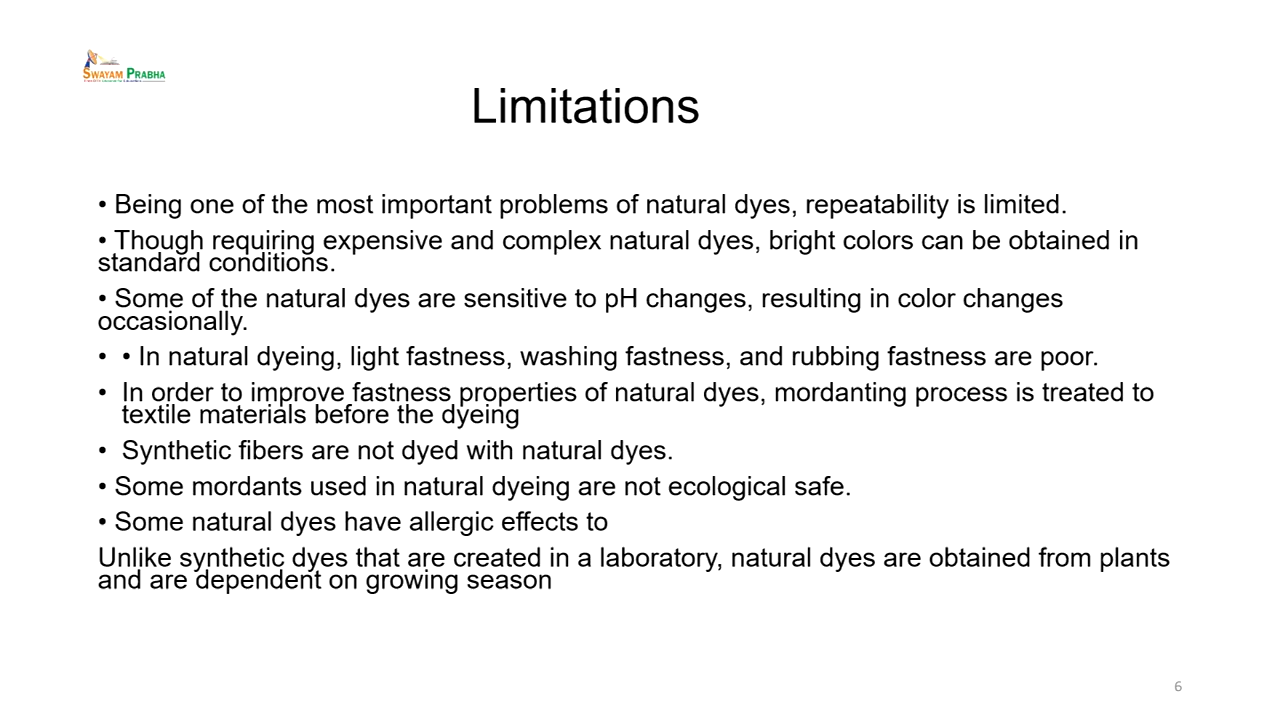 SWAYAM PRABHA
Limitations
• Being one of the most important problems of natural dyes, repeatability is limited.
• Though requiring expensive and complex natural dyes, bright colors can be obtained in
standard conditions.
• Some of the natural dyes are sensitive to pH changes, resulting in color changes
occasionally.
• • In natural dyeing, light fastness, washing fastness, and rubbing fastness are poor.
• In order to improve fastness properties of natural dyes, mordanting process is treated to
textile materials before the dyeing
• Synthetic fibers are not dyed with natural dyes.
• Some mordants used in natural dyeing are not ecological safe.
• Some natural dyes have allergic effects to
Unlike synthetic dyes that are created in a laboratory, natural dyes are obtained from plants
and are dependent on growing season
6